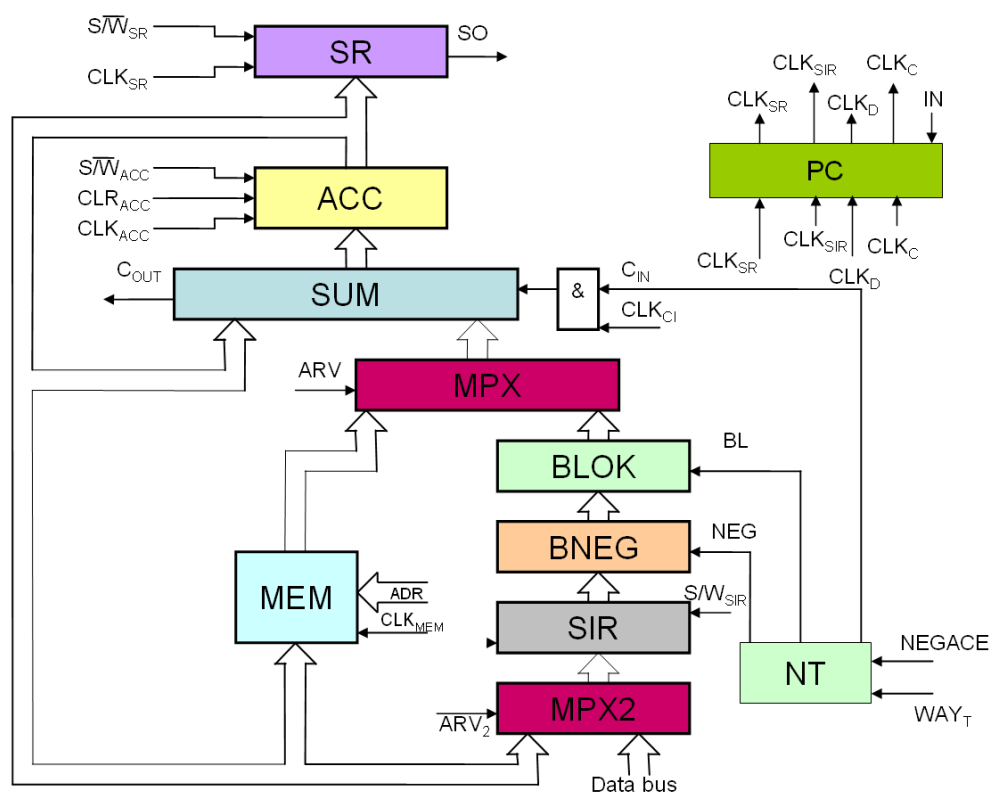 S/W̅SR
SO
SR
CLKSR
CLKSIR
CLKC
CLKSR
CLKD
IN
PC
S/W̅ACC
CLRACC
ACC
CLKACC
CLKSR
CLKSIR
CLKC
CLKD
COUT
SUM
&
CIN
CLKCI
ARV
MPX
BLOK
BL
BNEG
NEG
MEM
ADR
CLKMEM
SIR
S/WSIR
NT
NEGACE
WAYT
MPX2
A̅R̅V̅2
Data bus